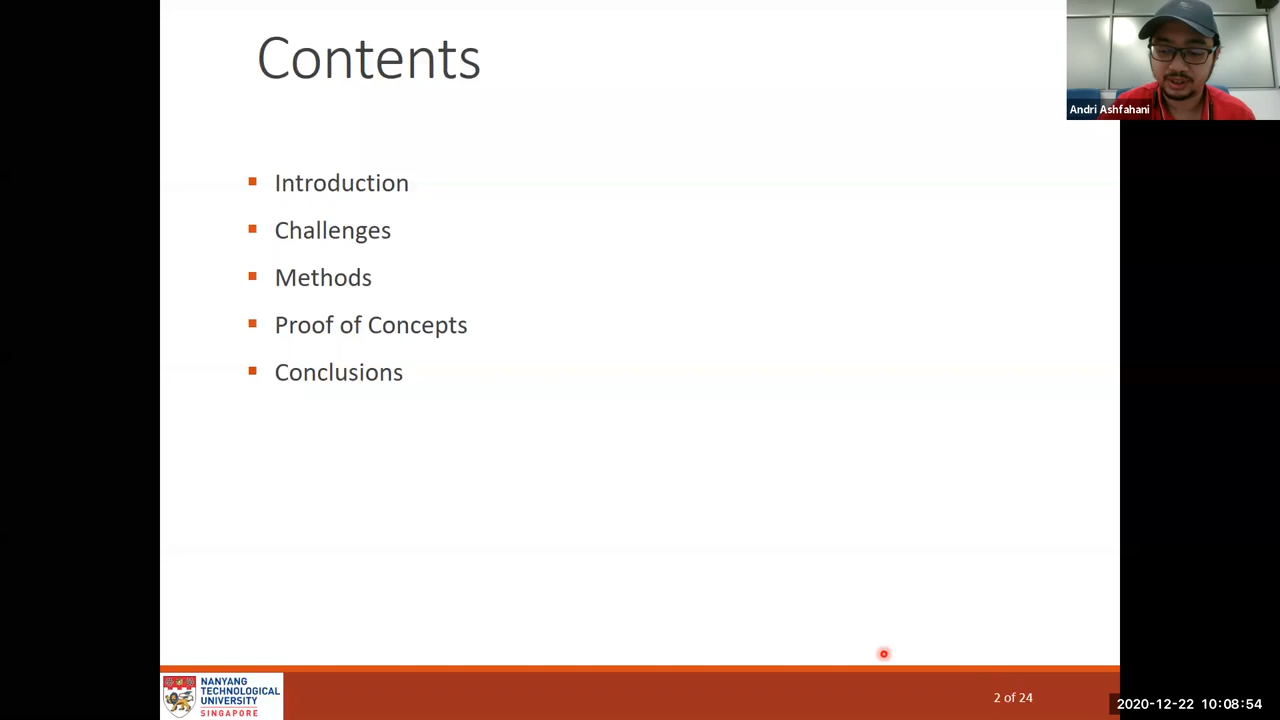 Contents
Andri Ashfahani
Introduction
Challenges
Methods
Proof of Concepts
Conclusions
NANYANG
TECHNOLOGICAL
UNIVERSITY
SINGAPORE
2 of 24
2020-12-22 10:08:54